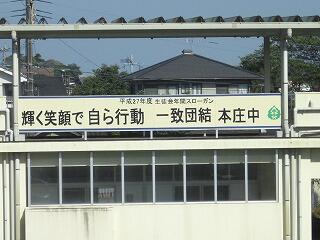 平成27年度 生徒会年間スローガン
輝く笑顔で 自ら行動 一致団結 本庄中